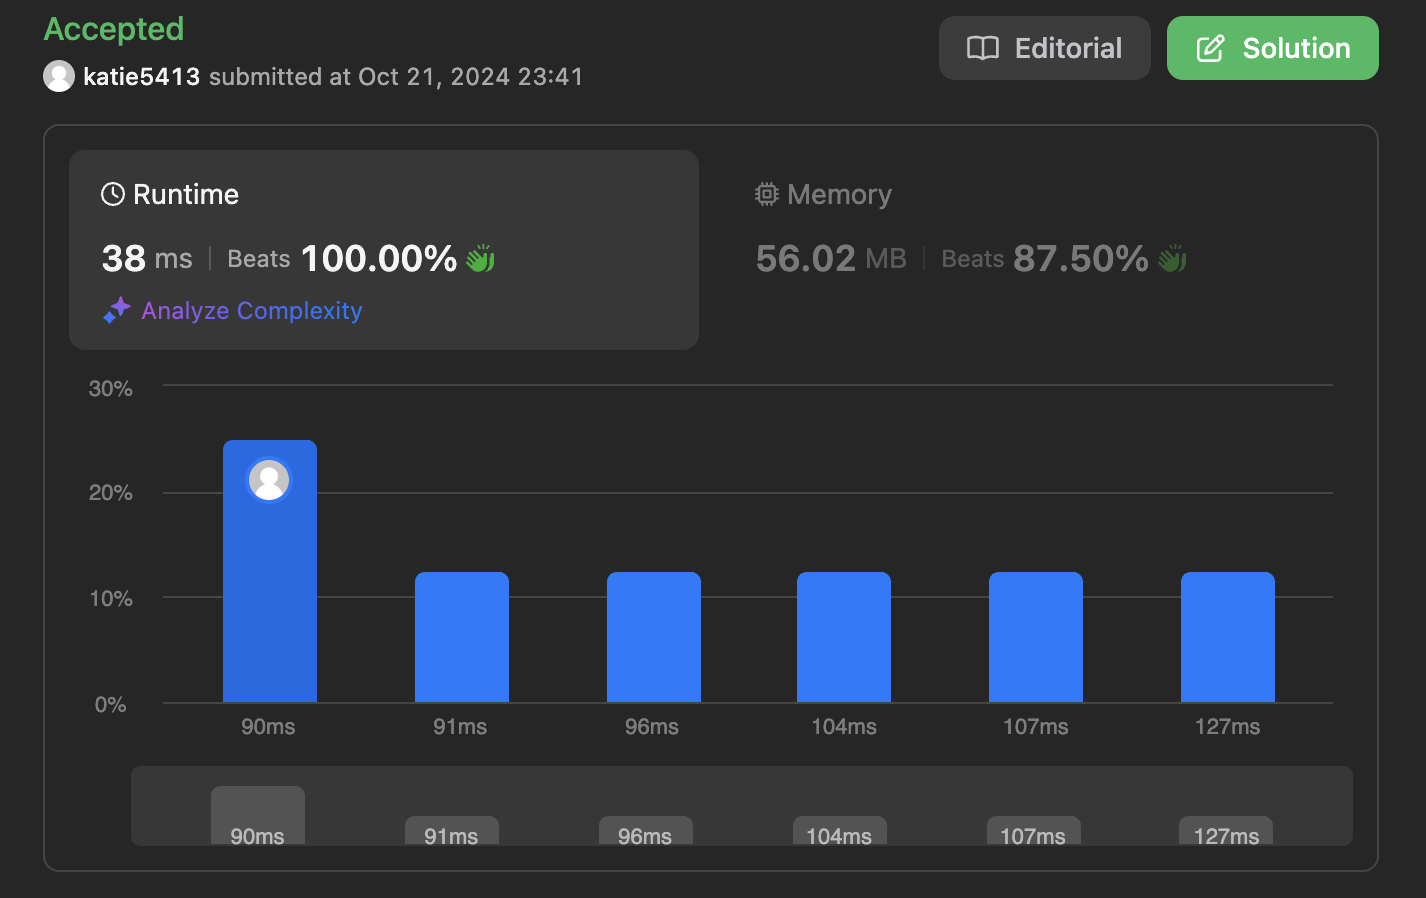 Accepted
katie5413 submitted at Oct 21, 2024 23:41
Editorial
Solution
Runtime
38 ms | Beats 100.00%
Analyze Complexity
Memory
56.02 MB | Beats 87.50%
30%
20%
10%
0%
90ms 91ms 96ms 104ms 107ms 127ms
90ms 91ms 96ms 104ms 107ms 127ms